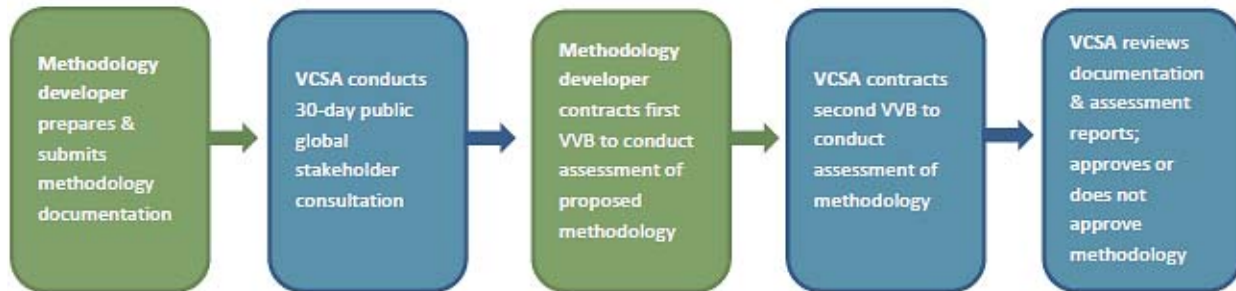 Methodology
developer
prepares &
submits
methodology
documentation
VCSA conducts
30-day public
global
stakeholder
consultation
Methodology
developer
contracts first
VVB to conduct
assessment of
proposed
methodology
VCSA contracts
second VVB to
conduct
assessment of
methodology
VCSA reviews
documentation
& assessment
reports;
approves or
does not
approve
methodology